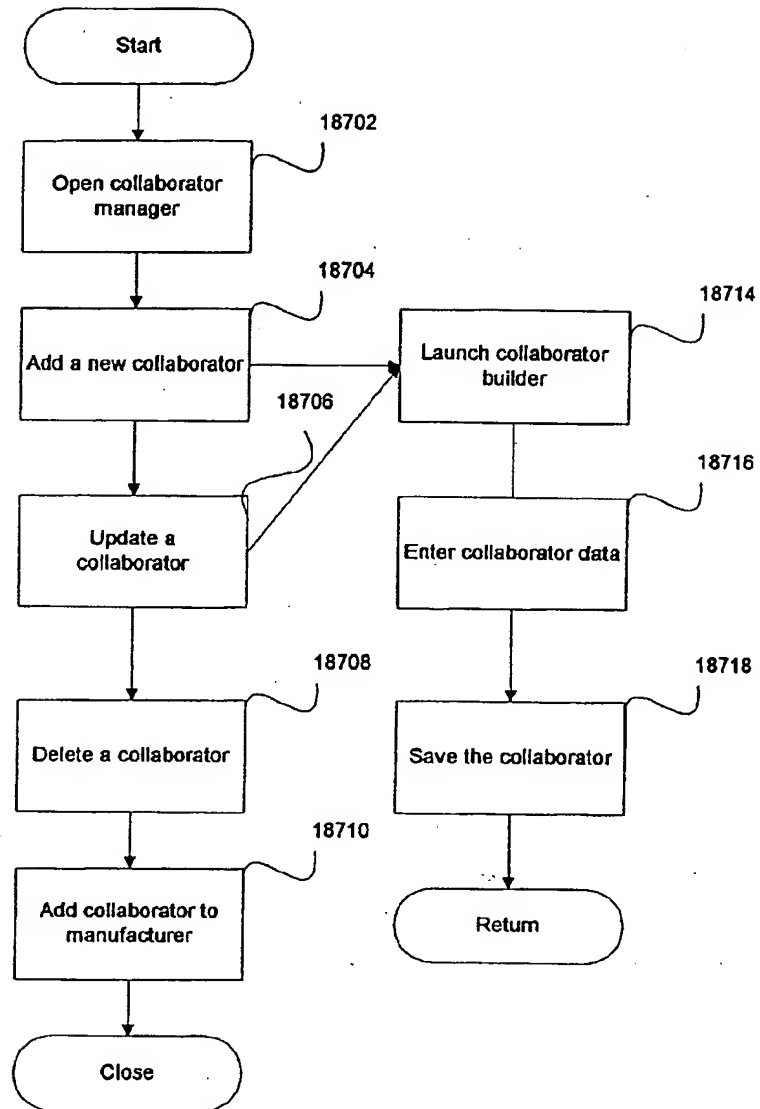 Start
18702
Open collaborator
manager
18704
Add a new collaborator
18706
Update a
collaborator
18708
Delete a collaborator
18710
Add collaborator to
manufacturer
Close
18714
Launch collaborator
builder
18716
Enter collaborator data
18718
Save the collaborator
Return